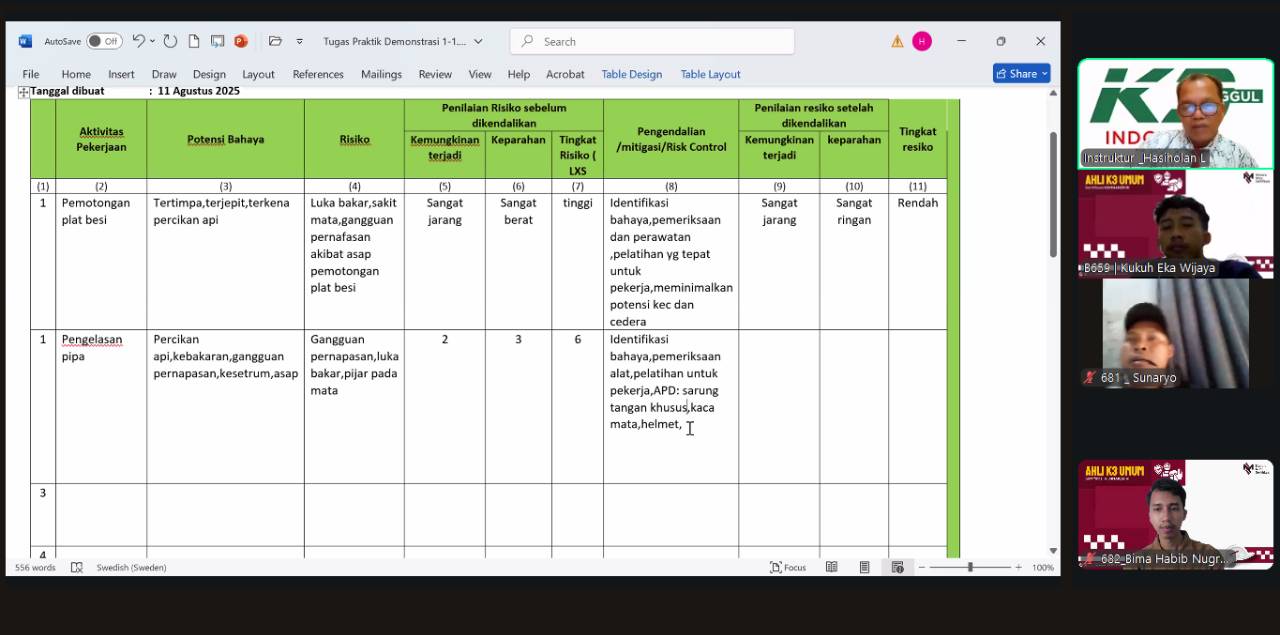 AutoSave Off
Tugas Praktik Demonstrasi 1-1....
Search
H
File Home Insert Draw Design Layout References Mailings Review View Help Acrobat Table Design Table Layout
Share
Tanggal dibuat : 11 Agustus 2025
Aktivitas
Pekerjaan
Potensi Bahaya
Risiko
Penilaian Risiko sebelum
dikendalikan
Kemungkinan
terjadi
Keparahan
Tingkat
Risiko (
LXS
Pengendalian
/mitigasi/Risk Control
Penilaian resiko setelah
dikendalikan
Kemungkinan
terjadi
keparahan
Tingkat
resiko
(1) (2) (3) (4) (5) (6) (7) (8) (9) (10) (11)
1
Pemotongan
plat besi
Tertimpa,terjepit,terkena
percikan api
Luka bakar,sakit
mata,gangguan
pernafasan
akibat asap
pemotongan
plat besi
Sangat
jarang
Sangat
berat
tinggi
Identifikasi
bahaya,pemeriksaan
dan perawatan
,pelatihan yg tepat
untuk
pekerja,meminimalkan
potensi kec dan
cedera
Sangat
jarang
Sangat
ringan
Rendah
1
Pengelasan
pipa
Percikan
api,kebakaran,gangguan
pernapasan,kesetrum,asap
Gangguan
pernapasan,luka
bakar,pijar pada
mata
2
3
6
Identifikasi
bahaya,pemeriksaan
alat,pelatihan untuk
pekerja,APD: sarung
tangan khusus,kaca
mata,helmet,
3
4
556 words
Swedish (Sweden)
Focus
100%
INDO
GGUL
Instruktur _Hasiholan L
AHLI K3 UMUM
B659 | Kukuh Eka Wijaya
681 _ Sunaryo
AHLI K3 UMUM
682_Bima Habib Nugr...